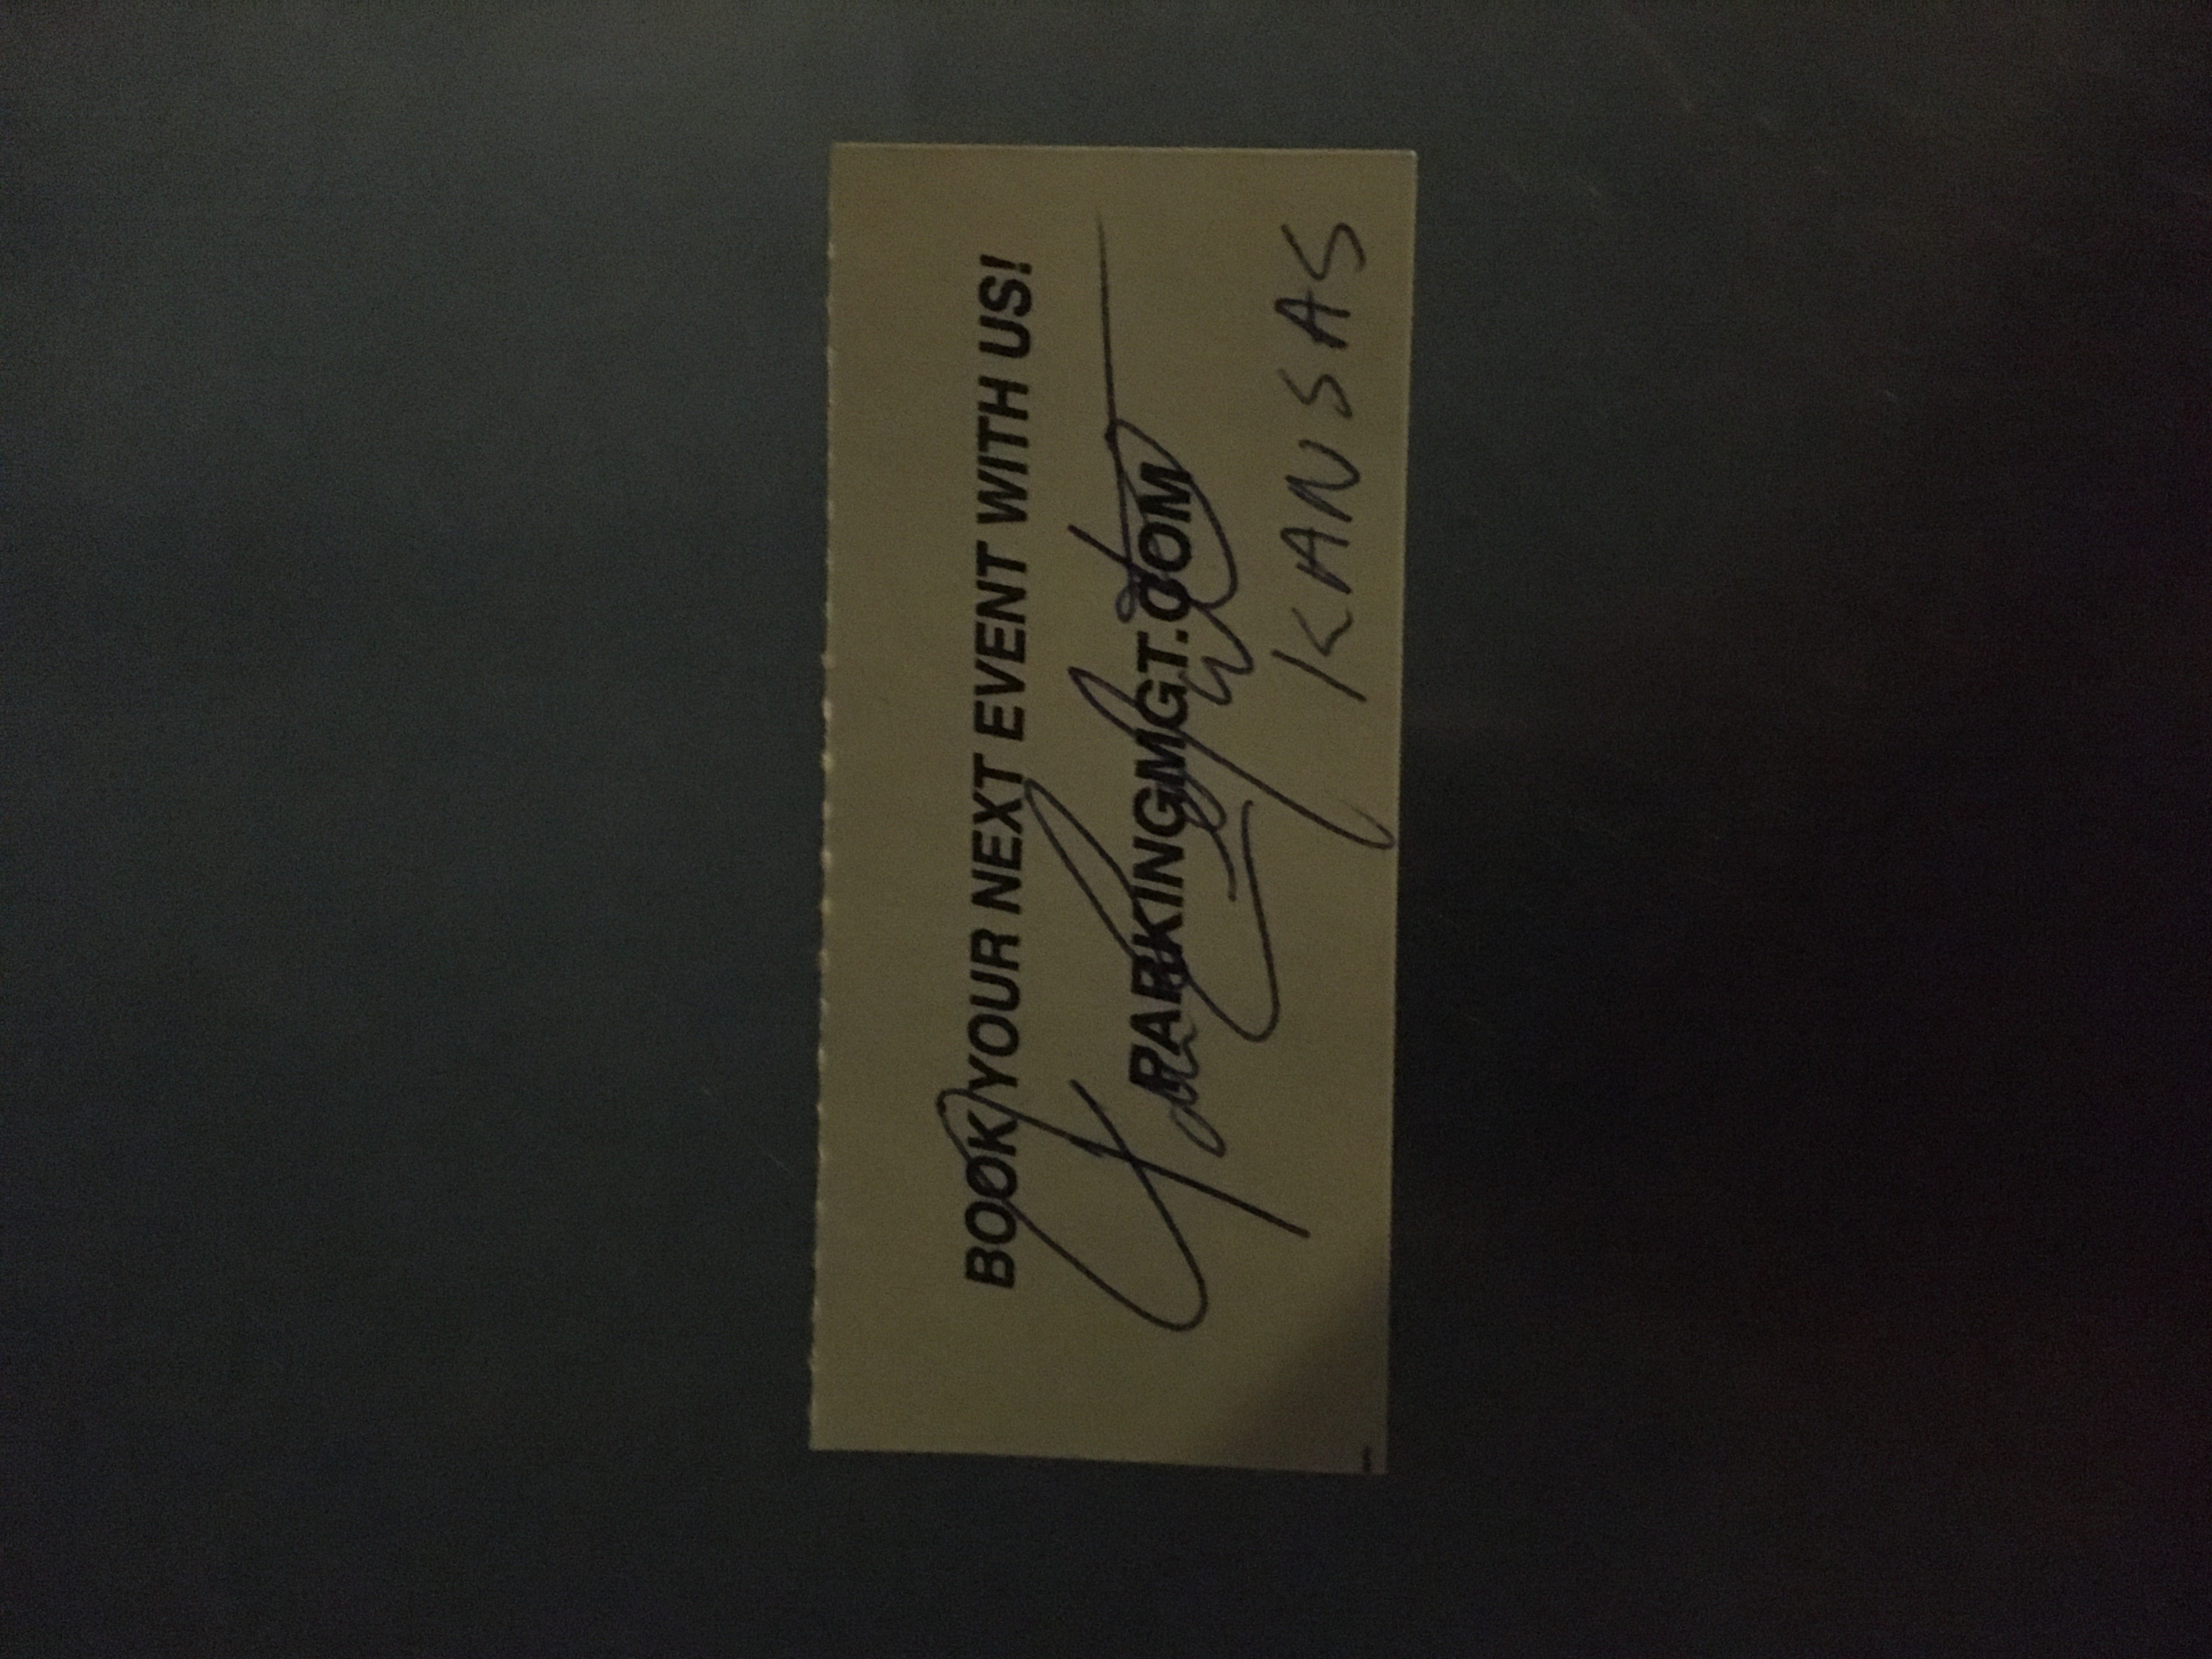 BOOK YOUR NEXT EVENT WITH US!
PARKINGMGT.COM
KANSAS